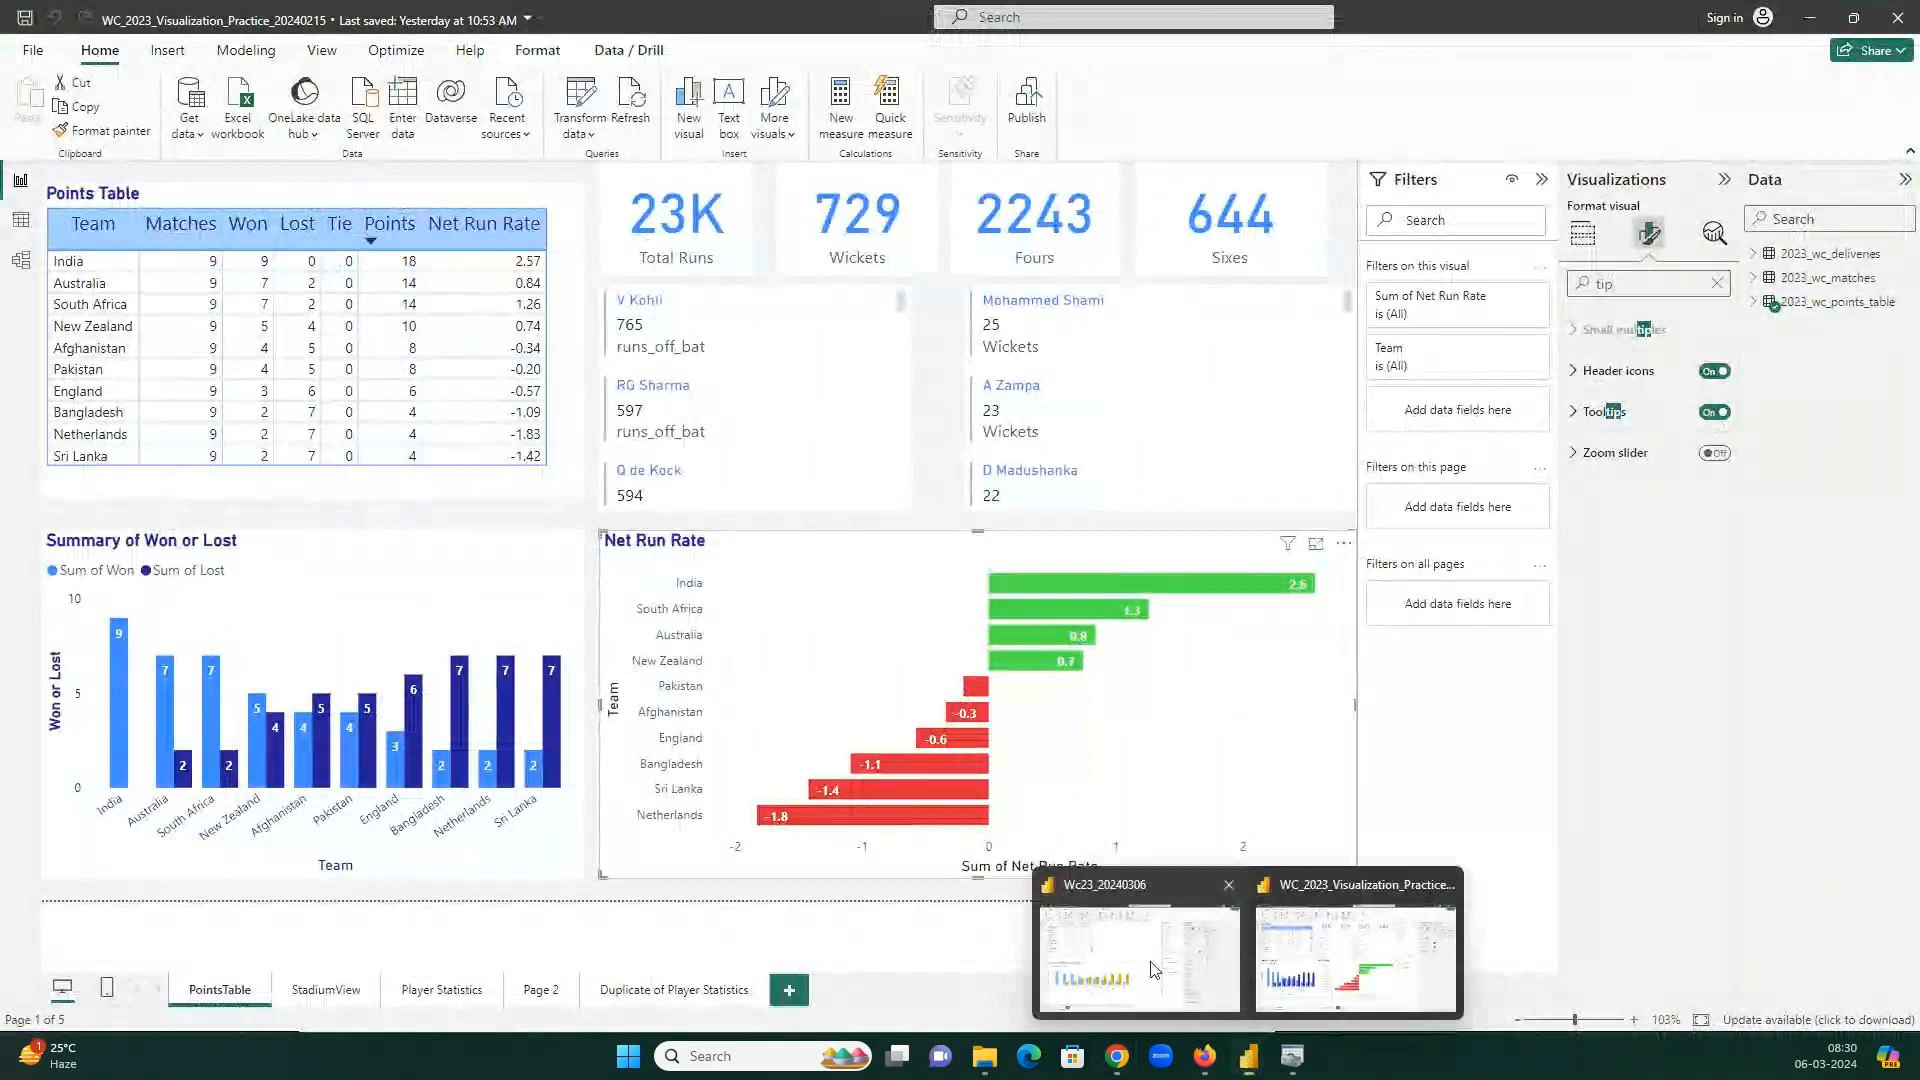 WC_2023_Visualization_Practice_20240215 • Last saved: Yesterday at 10:53 AM
Search
Sign in
File Home Insert Modeling View Optimize Help Format Data / Drill
Share
Paste
Cut
Copy
Format painter
Get data
Excel workbook
OneLake data hub
SQL Server
Enter data
Dataverse
Recent sources
Transform data
Refresh
New visual
Text box
More visuals
New measure
Quick measure
Sensitivity
Publish
Clipboard Data Queries Insert Calculations Sensitivity Share
Points Table
Team Matches Won Lost Tie Points Net Run Rate
India 9 9 0 0 18 2.57
Australia 9 7 2 0 14 0.84
South Africa 9 7 2 0 14 1.26
New Zealand 9 5 4 0 10 0.74
Afghanistan 9 4 5 0 8 -0.34
Pakistan 9 4 5 0 8 -0.20
England 9 3 6 0 6 -0.57
Bangladesh 9 2 7 0 4 -1.09
Netherlands 9 2 7 0 4 -1.83
Sri Lanka 9 2 7 0 4 -1.42
23K
Total Runs
729
Wickets
2243
Fours
644
Sixes
V Kohli
765
runs_off_bat
RG Sharma
597
runs_off_bat
Q de Kock
594
Mohammed Shami
25
Wickets
A Zampa
23
Wickets
D Madushanka
22
Summary of Won or Lost
Sum of Won Sum of Lost
Won or Lost
10
5
0
9
7 2
7 2
5 4
4 5
4 5
3 6
2 7
2 7
2 7
India Australia South Africa New Zealand Afghanistan Pakistan England Bangladesh Netherlands Sri Lanka
Team
Net Run Rate
Team
India 2.6
South Africa 1.3
Australia 0.8
New Zealand 0.7
Pakistan
Afghanistan -0.3
England -0.6
Bangladesh -1.1
Sri Lanka -1.4
Netherlands -1.8
-2 -1 0 1 2
Sum of Net Run Rate
Filters
Search
Filters on this visual
Sum of Net Run Rate
is (All)
Team
is (All)
Add data fields here
Filters on this page
Add data fields here
Filters on all pages
Add data fields here
Visualizations
Format visual
tip
Small multiples
Header icons On
Tooltips On
Zoom slider Off
Data
Search
2023_wc_deliveries
2023_wc_matches
2023_wc_points_table
Wc23_20240306
WC_2023_Visualization_Practice...
PointsTable StadiumView Player Statistics Page 2 Duplicate of Player Statistics
Page 1 of 5
103%
Update available (click to download)
1
25°C
Haze
Search
zoom
08:30
06-03-2024
PRE